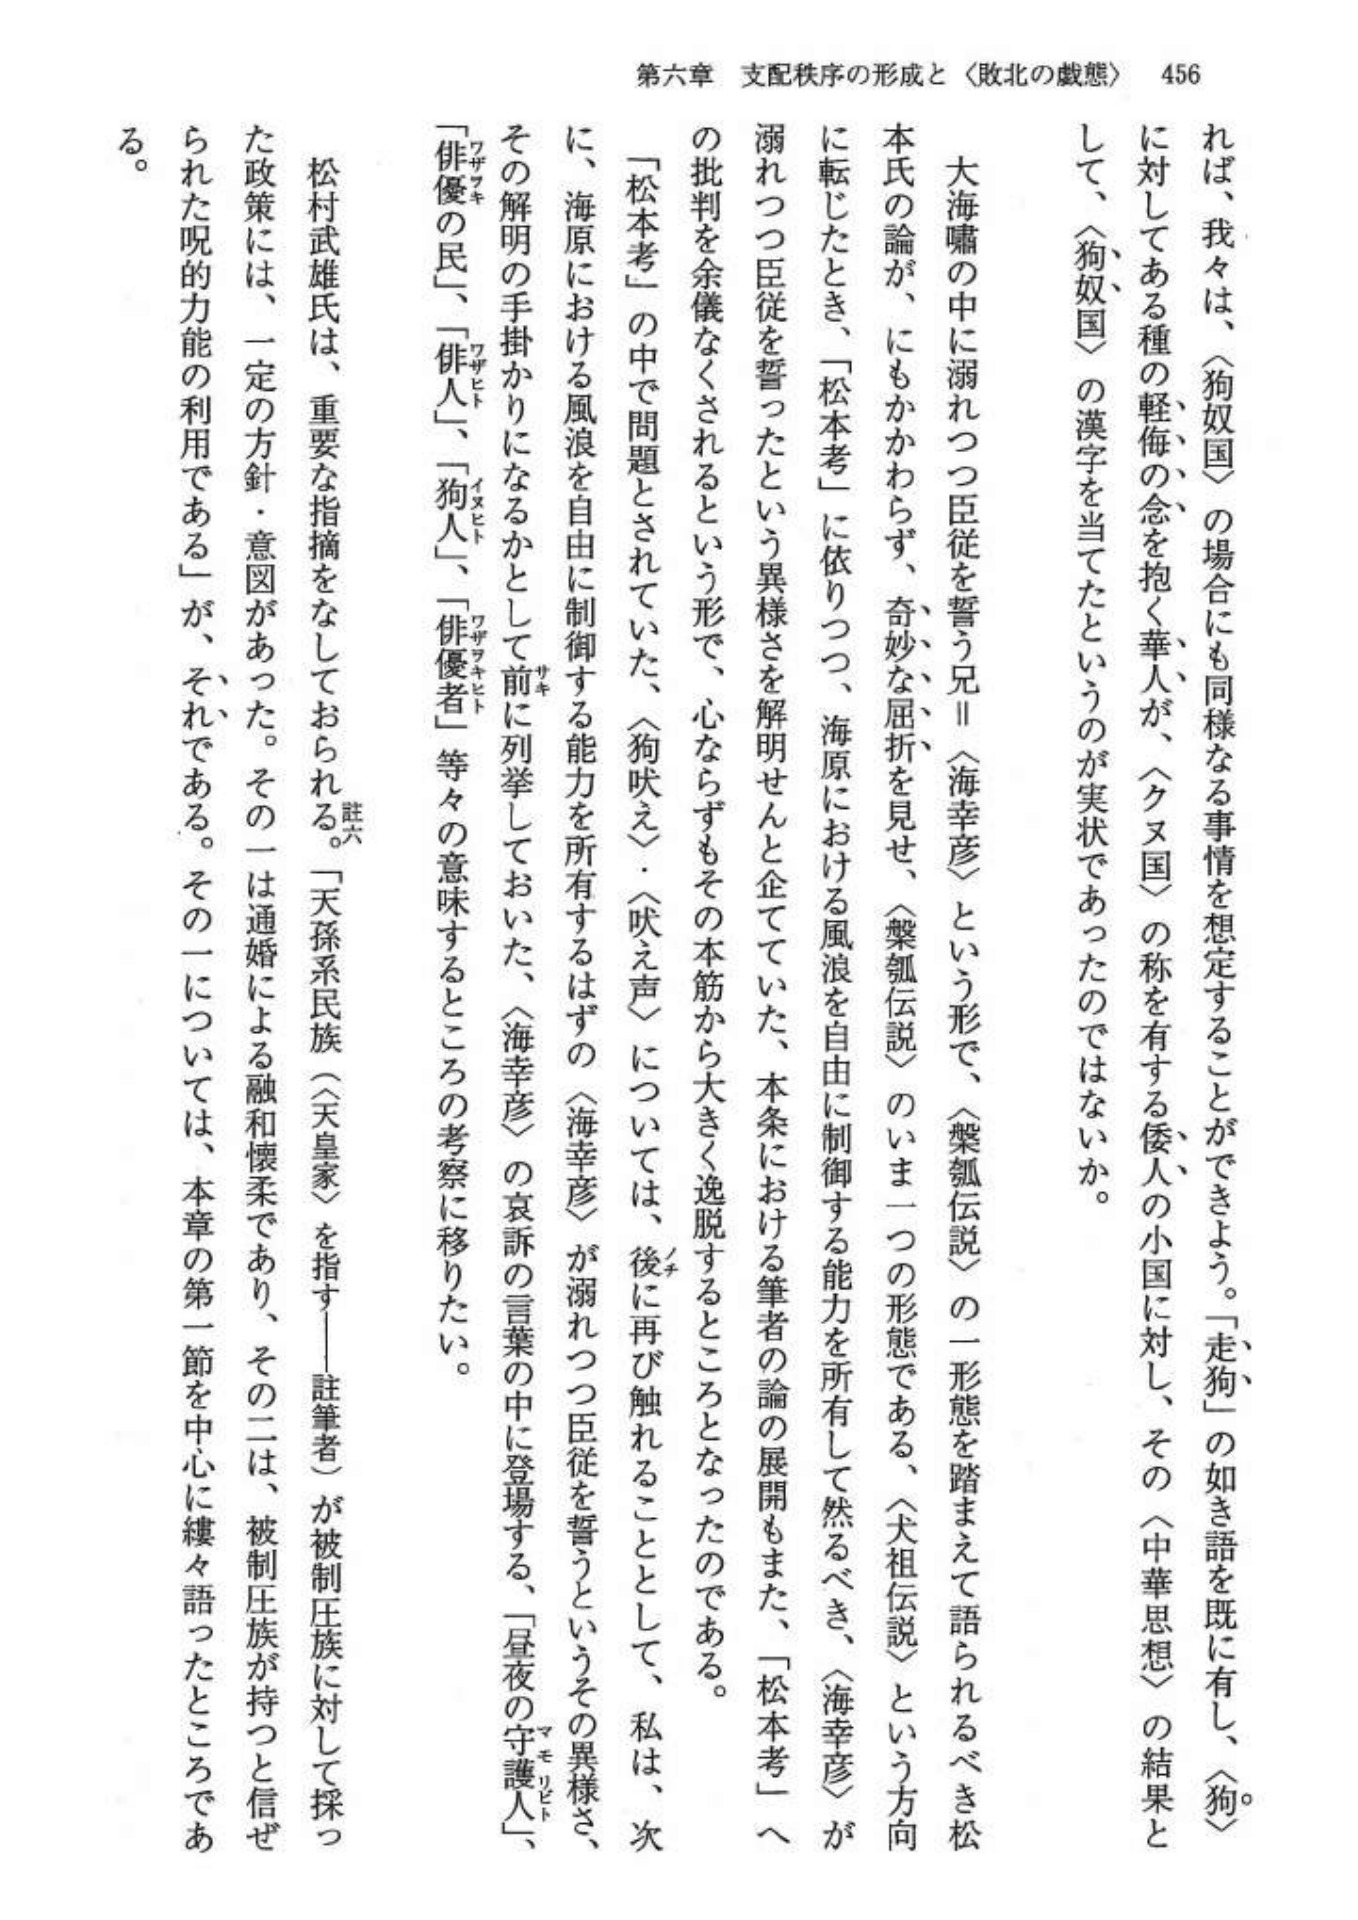 第六章　支配秩序の形成と〈敗北の戯態〉　456
れば、我々は、〈狗奴国〉の場合にも同様なる事情を想定することができよう。「走狗」の如き語を既に有し、〈狗〉
に対してある種の軽侮の念を抱く華人が、〈クヌ国〉の称を有する倭人の小国に対し、その〈中華思想〉の結果と
して、〈狗奴国〉の漢字を当てたというのが実状であったのではないか。
大海嘯の中に溺れつつ臣従を誓う兄＝〈海幸彦〉という形で、〈槃瓠伝説〉の一形態を踏まえて語られるべき松
本氏の論が、にもかかわらず、奇妙な屈折を見せ、〈槃瓠伝説〉のいま一つの形態である、〈犬祖伝説〉という方向
に転じたとき、「松本考」に依りつつ、海原における風浪を自由に制御する能力を所有して然るべき、〈海幸彦〉が
溺れつつ臣従を誓ったという異様さを解明せんと企てていた、本条における筆者の論の展開もまた、「松本考」へ
の批判を余儀なくされるという形で、心ならずもその本筋から大きく逸脱するところとなったのである。
「松本考」の中で問題とされていた、〈狗吠え〉・〈吠え声〉については、後ノチに再び触れることとして、私は、次
に、海原における風浪を自由に制御する能力を所有するはずの〈海幸彦〉が溺れつつ臣従を誓うというその異様さ、
その解明の手掛かりになるかとして前サキに列挙しておいた、〈海幸彦〉の哀訴の言葉の中に登場する、「昼夜の守護人マモリビト」、
「俳優ワザヲキの民」、「俳人ワザヒト」、「狗人イヌヒト」、「俳優者ワザヲキヒト」等々の意味するところの考察に移りたい。
松村武雄氏は、重要な指摘をなしておられる註六。「天孫系民族（〈天皇家〉を指す――註筆者）が被制圧族に対して採っ
た政策には、一定の方針・意図があった。その一は通婚による融和懐柔であり、その二は、被制圧族が持つと信ぜ
られた呪的力能の利用である」が、それである。その一については、本章の第一節を中心に縷々語ったところであ
る。